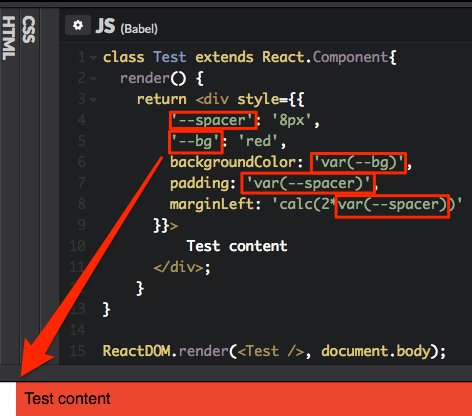 HTML
CSS
JS (Babel)
1 class Test extends React.Component{
2   render() {
3     return <div style={{
4         '--spacer': '8px',
5         '--bg': 'red',
6         backgroundColor: 'var(--bg)',
7         padding: 'var(--spacer)',
8         marginLeft: 'calc(2*var(--spacer))'
9       }}>
10          Test content
11      </div>;
12    }
13 }
14
15 ReactDOM.render(<Test />, document.body);
Test content